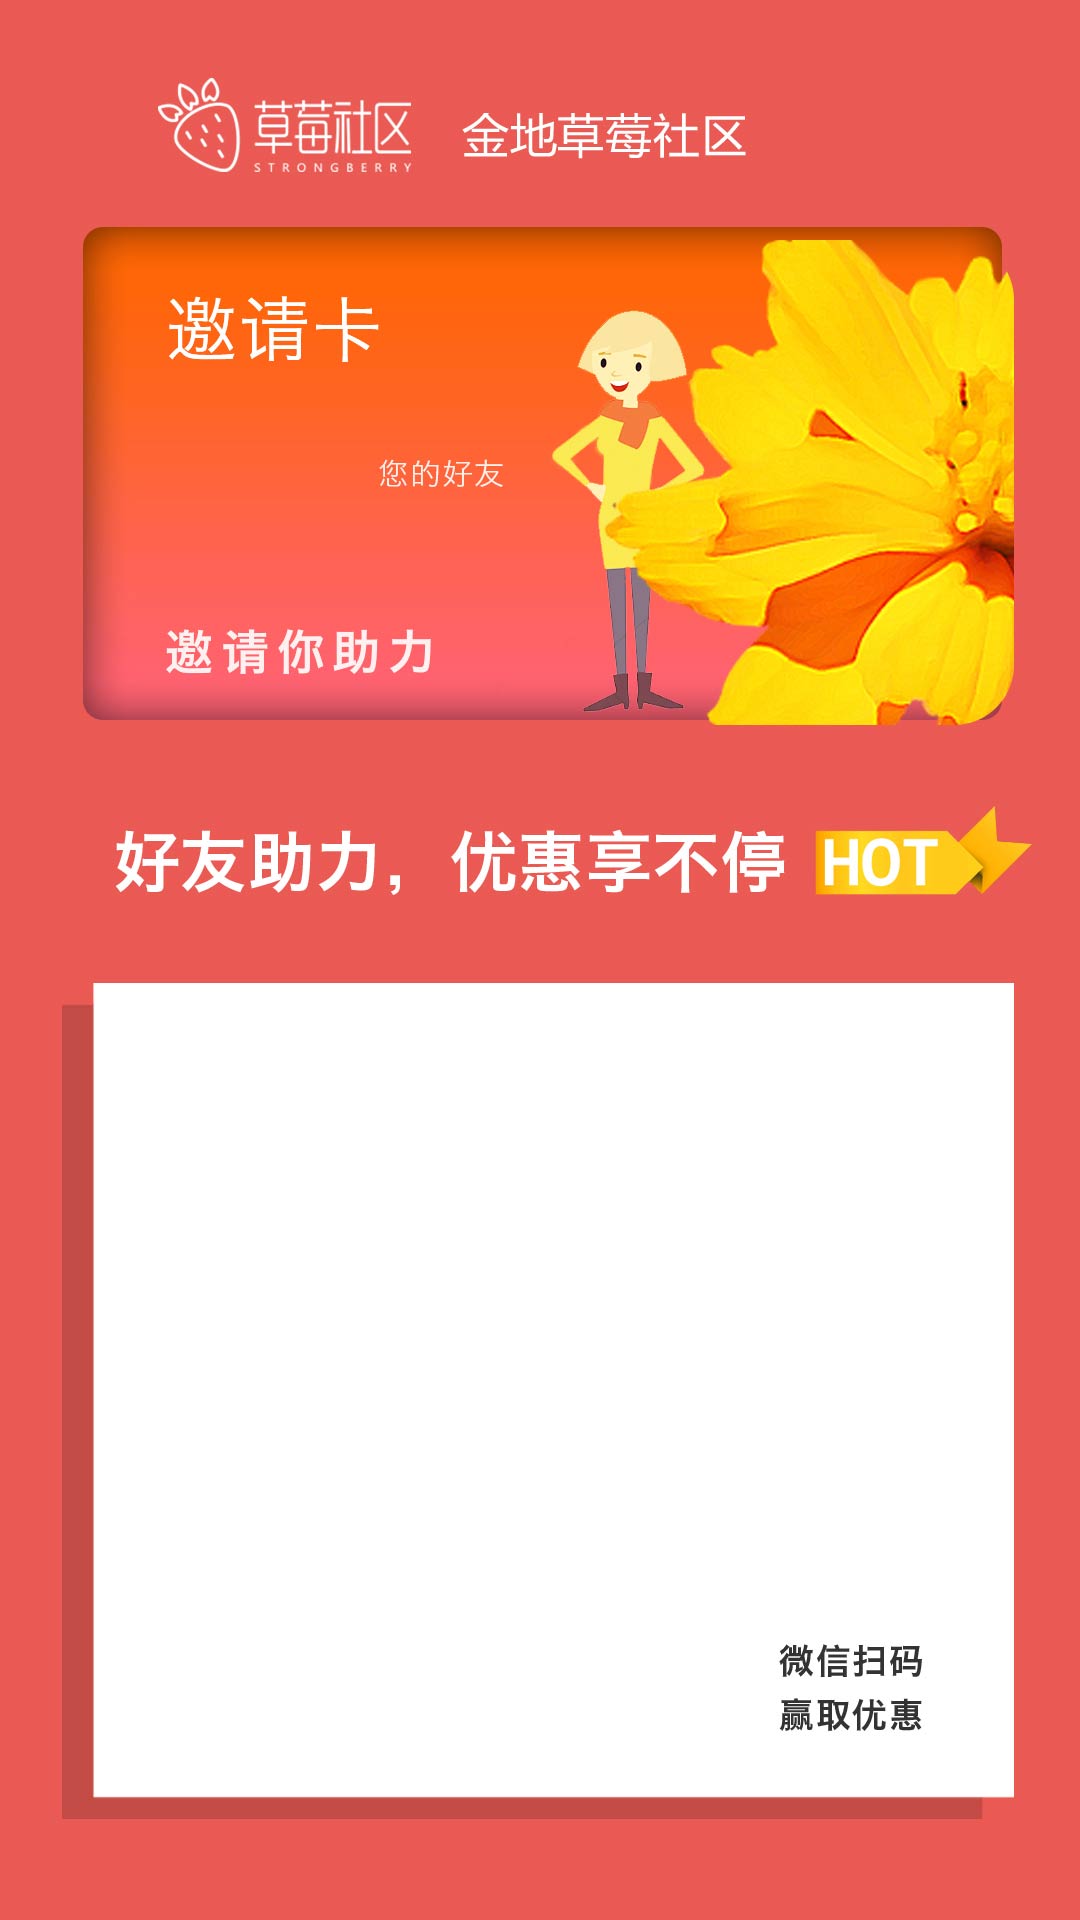 草莓社区
STRONGBERRY
金地草莓社区
邀请卡
您的好友
邀请你助力
好友助力，优惠享不停 HOT
微信扫码
赢取优惠